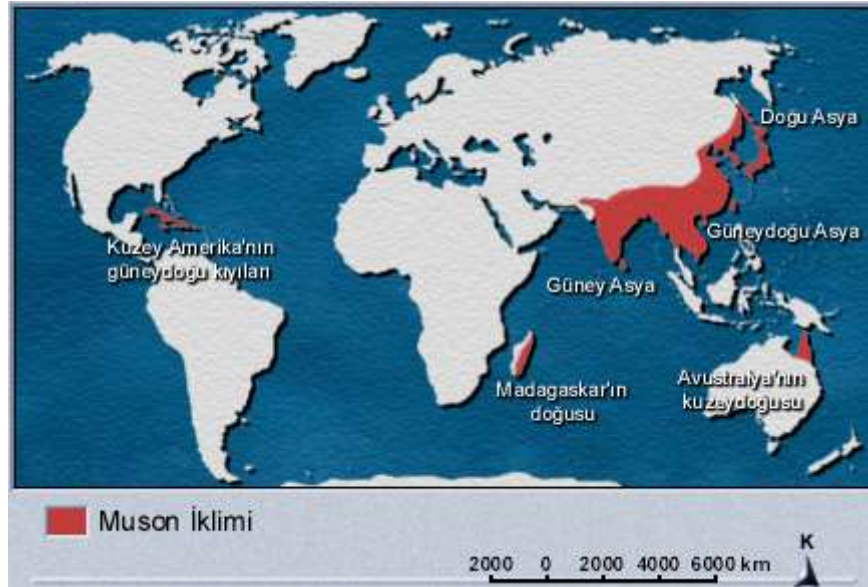 Doğu Asya
Güneydoğu Asya
Kuzey Amerika'nın
güneydoğu kıyıları
Güney Asya
Madagaskar'ın
doğusu
Avustralya'nın
kuzeydoğusu
Muson İklimi
K
2000 0 2000 4000 6000 km